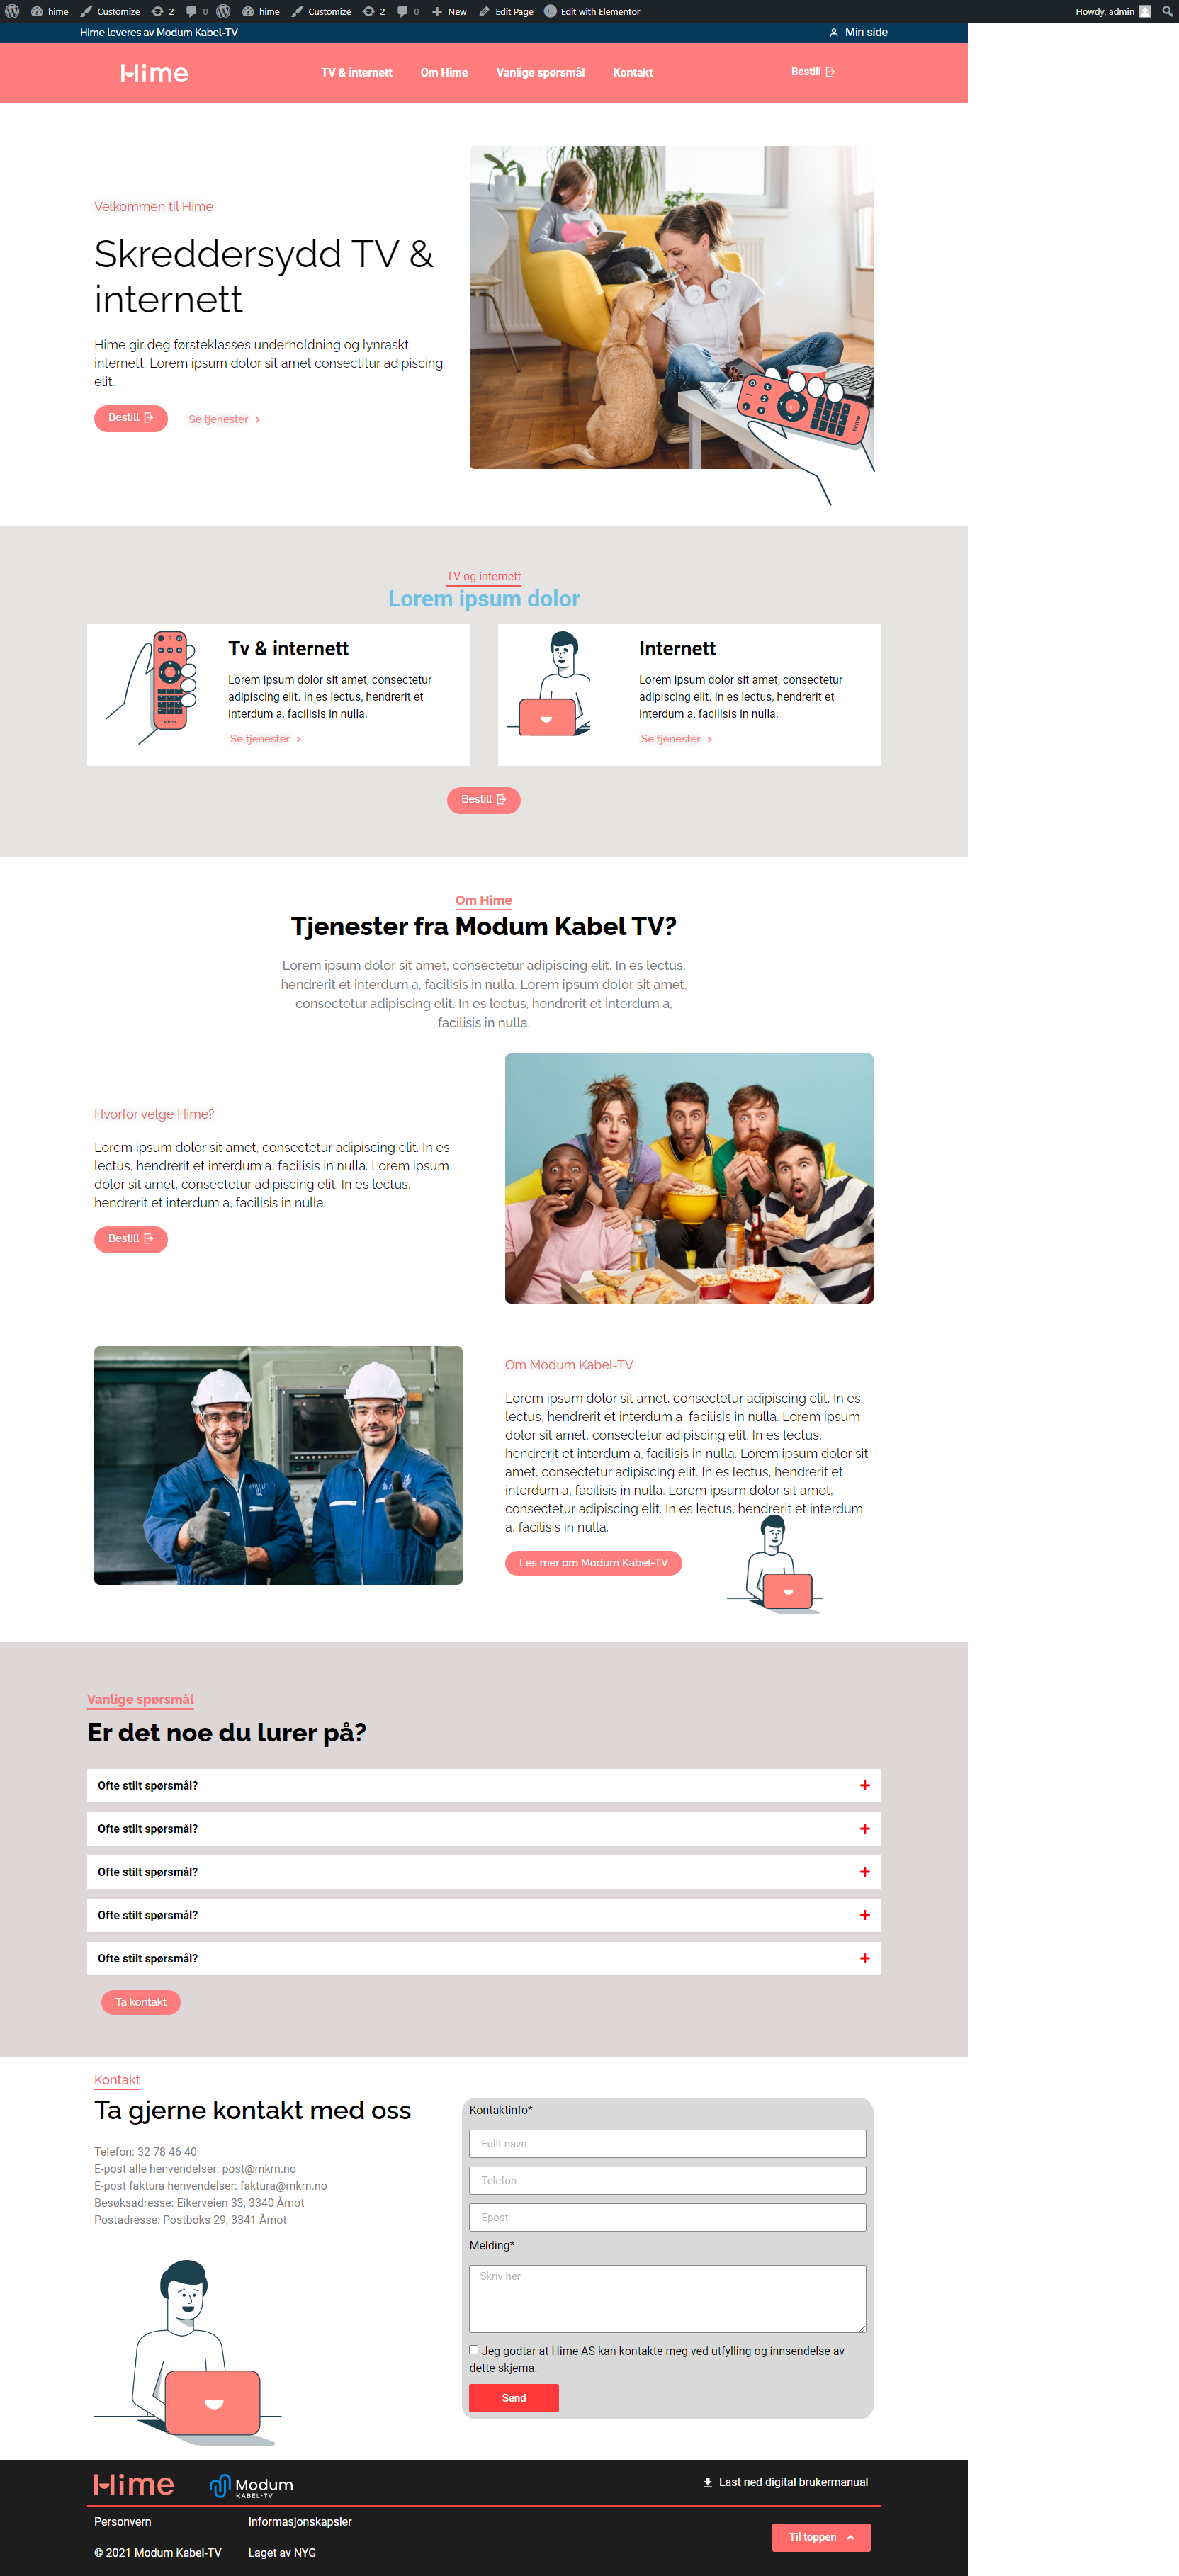 hime Customize 2 0 hime Customize 2 0 New Edit Page Edit with Elementor Howdy, admin
Hime leveres av Modum Kabel-TV Min side
Hime TV & internett Om Hime Vanlige spørsmål Kontakt Bestill
Velkommen til Hime
Skreddersydd TV &
internett
Hime gir deg førsteklasses underholdning og lynraskt
internett. Lorem ipsum dolor sit amet consectitur adipiscing
elit.
Bestill Se tjenester
Hime
TV og internett
Lorem ipsum dolor
Tv & internett
Lorem ipsum dolor sit amet, consectetur
adipiscing elit. In es lectus, hendrerit et
interdum a, facilisis in nulla.
Se tjenester
Hime
Internett
Lorem ipsum dolor sit amet, consectetur
adipiscing elit. In es lectus, hendrerit et
interdum a, facilisis in nulla.
Se tjenester
Bestill
Om Hime
Tjenester fra Modum Kabel TV?
Lorem ipsum dolor sit amet, consectetur adipiscing elit. In es lectus,
hendrerit et interdum a, facilisis in nulla. Lorem ipsum dolor sit amet,
consectetur adipiscing elit. In es lectus, hendrerit et interdum a,
facilisis in nulla.
Hvorfor velge Hime?
Lorem ipsum dolor sit amet, consectetur adipiscing elit. In es
lectus, hendrerit et interdum a, facilisis in nulla. Lorem ipsum
dolor sit amet, consectetur adipiscing elit. In es lectus,
hendrerit et interdum a, facilisis in nulla.
Bestill
Om Modum Kabel-TV
Lorem ipsum dolor sit amet, consectetur adipiscing elit. In es
lectus, hendrerit et interdum a, facilisis in nulla. Lorem ipsum
dolor sit amet, consectetur adipiscing elit. In es lectus,
hendrerit et interdum a, facilisis in nulla. Lorem ipsum dolor sit
amet, consectetur adipiscing elit. In es lectus, hendrerit et
interdum a, facilisis in nulla. Lorem ipsum dolor sit amet,
consectetur adipiscing elit. In es lectus, hendrerit et interdum
a, facilisis in nulla.
Les mer om Modum Kabel-TV
Vanlige spørsmål
Er det noe du lurer på?
Ofte stilt spørsmål?
Ofte stilt spørsmål?
Ofte stilt spørsmål?
Ofte stilt spørsmål?
Ofte stilt spørsmål?
Ta kontakt
Kontakt
Ta gjerne kontakt med oss
Telefon: 32 78 46 40
E-post alle henvendelser: post@mkrn.no
E-post faktura henvendelser: faktura@mkrn.no
Besøksadresse: Eikerveien 33, 3340 Åmot
Postadresse: Postboks 29, 3341 Åmot
Kontaktinfo*
Fullt navn
Telefon
Epost
Melding*
Skriv her
Jeg godtar at Hime AS kan kontakte meg ved utfylling og innsendelse av
dette skjema.
Send
Hime Modum Last ned digital brukermanual
KABEL-TV
Personvern Informasjonskapsler
Til toppen
© 2021 Modum Kabel-TV Laget av NYG